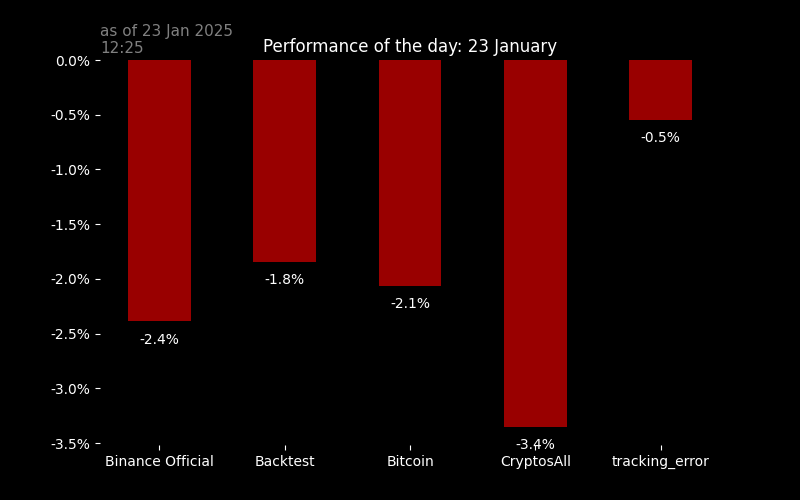 as of 23 Jan 2025
12:25
Performance of the day: 23 January
0.0%
-0.5%
-1.0%
-1.5%
-2.0%
-2.5%
-3.0%
-3.5%
-2.4%
-1.8%
-2.1%
-3.4%
-0.5%
Binance Official
Backtest
Bitcoin
CryptosAll
tracking_error